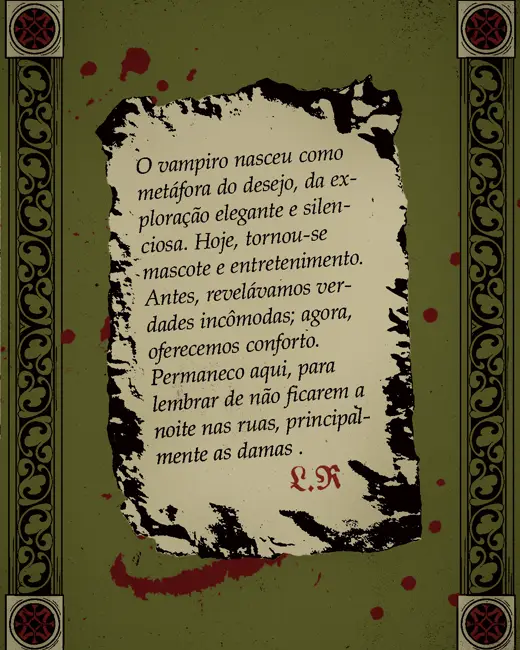 O vampiro nasceu como
metáfora do desejo, da ex-
ploração elegante e silen-
ciosa. Hoje, tornou-se
mascote e entretenimento.
Antes, revelávamos ver-
dades incômodas; agora,
oferecemos conforto.
Permaneco aqui, para
lembrar de não ficarem a
noite nas ruas, principal-
mente as damas .
L.R